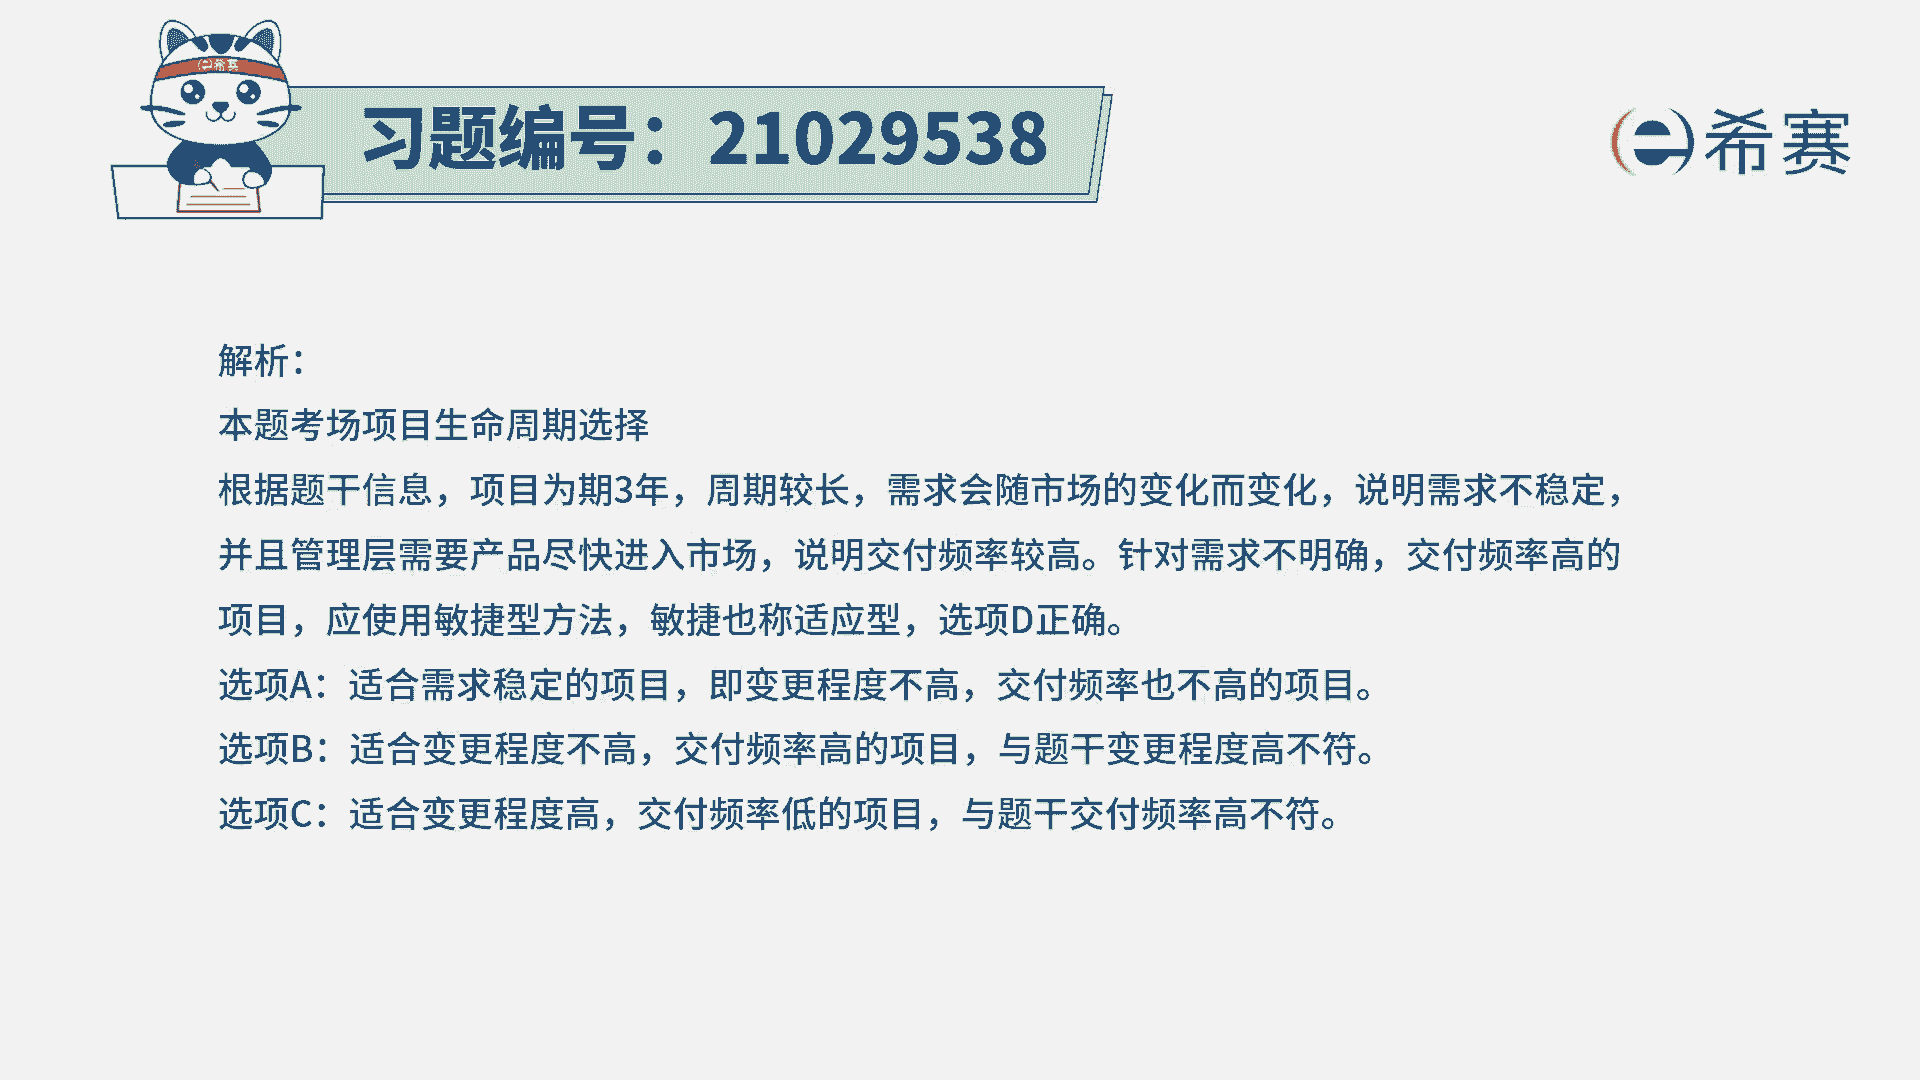 希赛
习题编号：21029538
希赛
解析：
本题考场项目生命周期选择
根据题干信息，项目为期3年，周期较长，需求会随市场的变化而变化，说明需求不稳定，
并且管理层需要产品尽快进入市场，说明交付频率较高。针对需求不明确，交付频率高的
项目，应使用敏捷型方法，敏捷也称适应型，选项D正确。
选项A：适合需求稳定的项目，即变更程度不高，交付频率也不高的项目。
选项B：适合变更程度不高，交付频率高的项目，与题干变更程度高不符。
选项C：适合变更程度高，交付频率低的项目，与题干交付频率高不符。